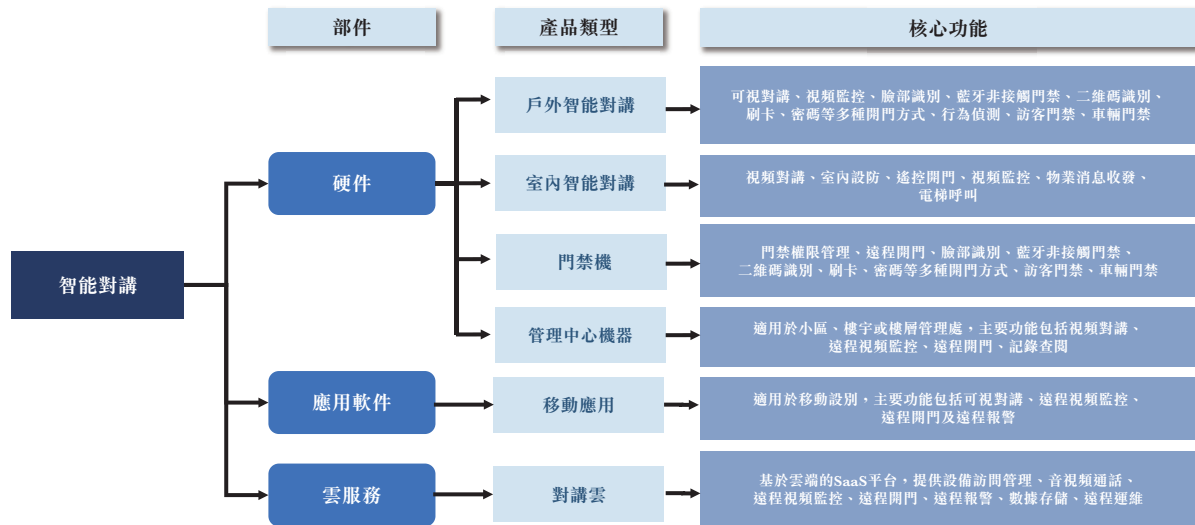 部件
產品類型
核心功能
智能對講
硬件
戶外智能對講
可視對講、視頻監控、臉部識別、藍牙非接觸門禁、二維碼識別、
刷卡、密碼等多種開門方式、行為偵測、訪客門禁、車輛門禁
室內智能對講
視頻對講、室內設防、遙控開門、視頻監控、物業消息收發、
電梯呼叫
門禁機
門禁權限管理、遠程開門、臉部識別、藍牙非接觸門禁、
二維碼識別、刷卡、密碼等多種開門方式、訪客門禁、車輛門禁
管理中心機器
適用於小區、樓宇或樓層管理處，主要功能包括視頻對講、
遠程視頻監控、遠程開門、記錄查閱
應用軟件
移動應用
適用於移動設別，主要功能包括可視對講、遠程視頻監控、
遠程開門及遠程報警
雲服務
對講雲
基於雲端的SaaS平台，提供設備訪問管理、音視頻通話、
遠程視頻監控、遠程開門、遠程報警、數據存儲、遠程運維